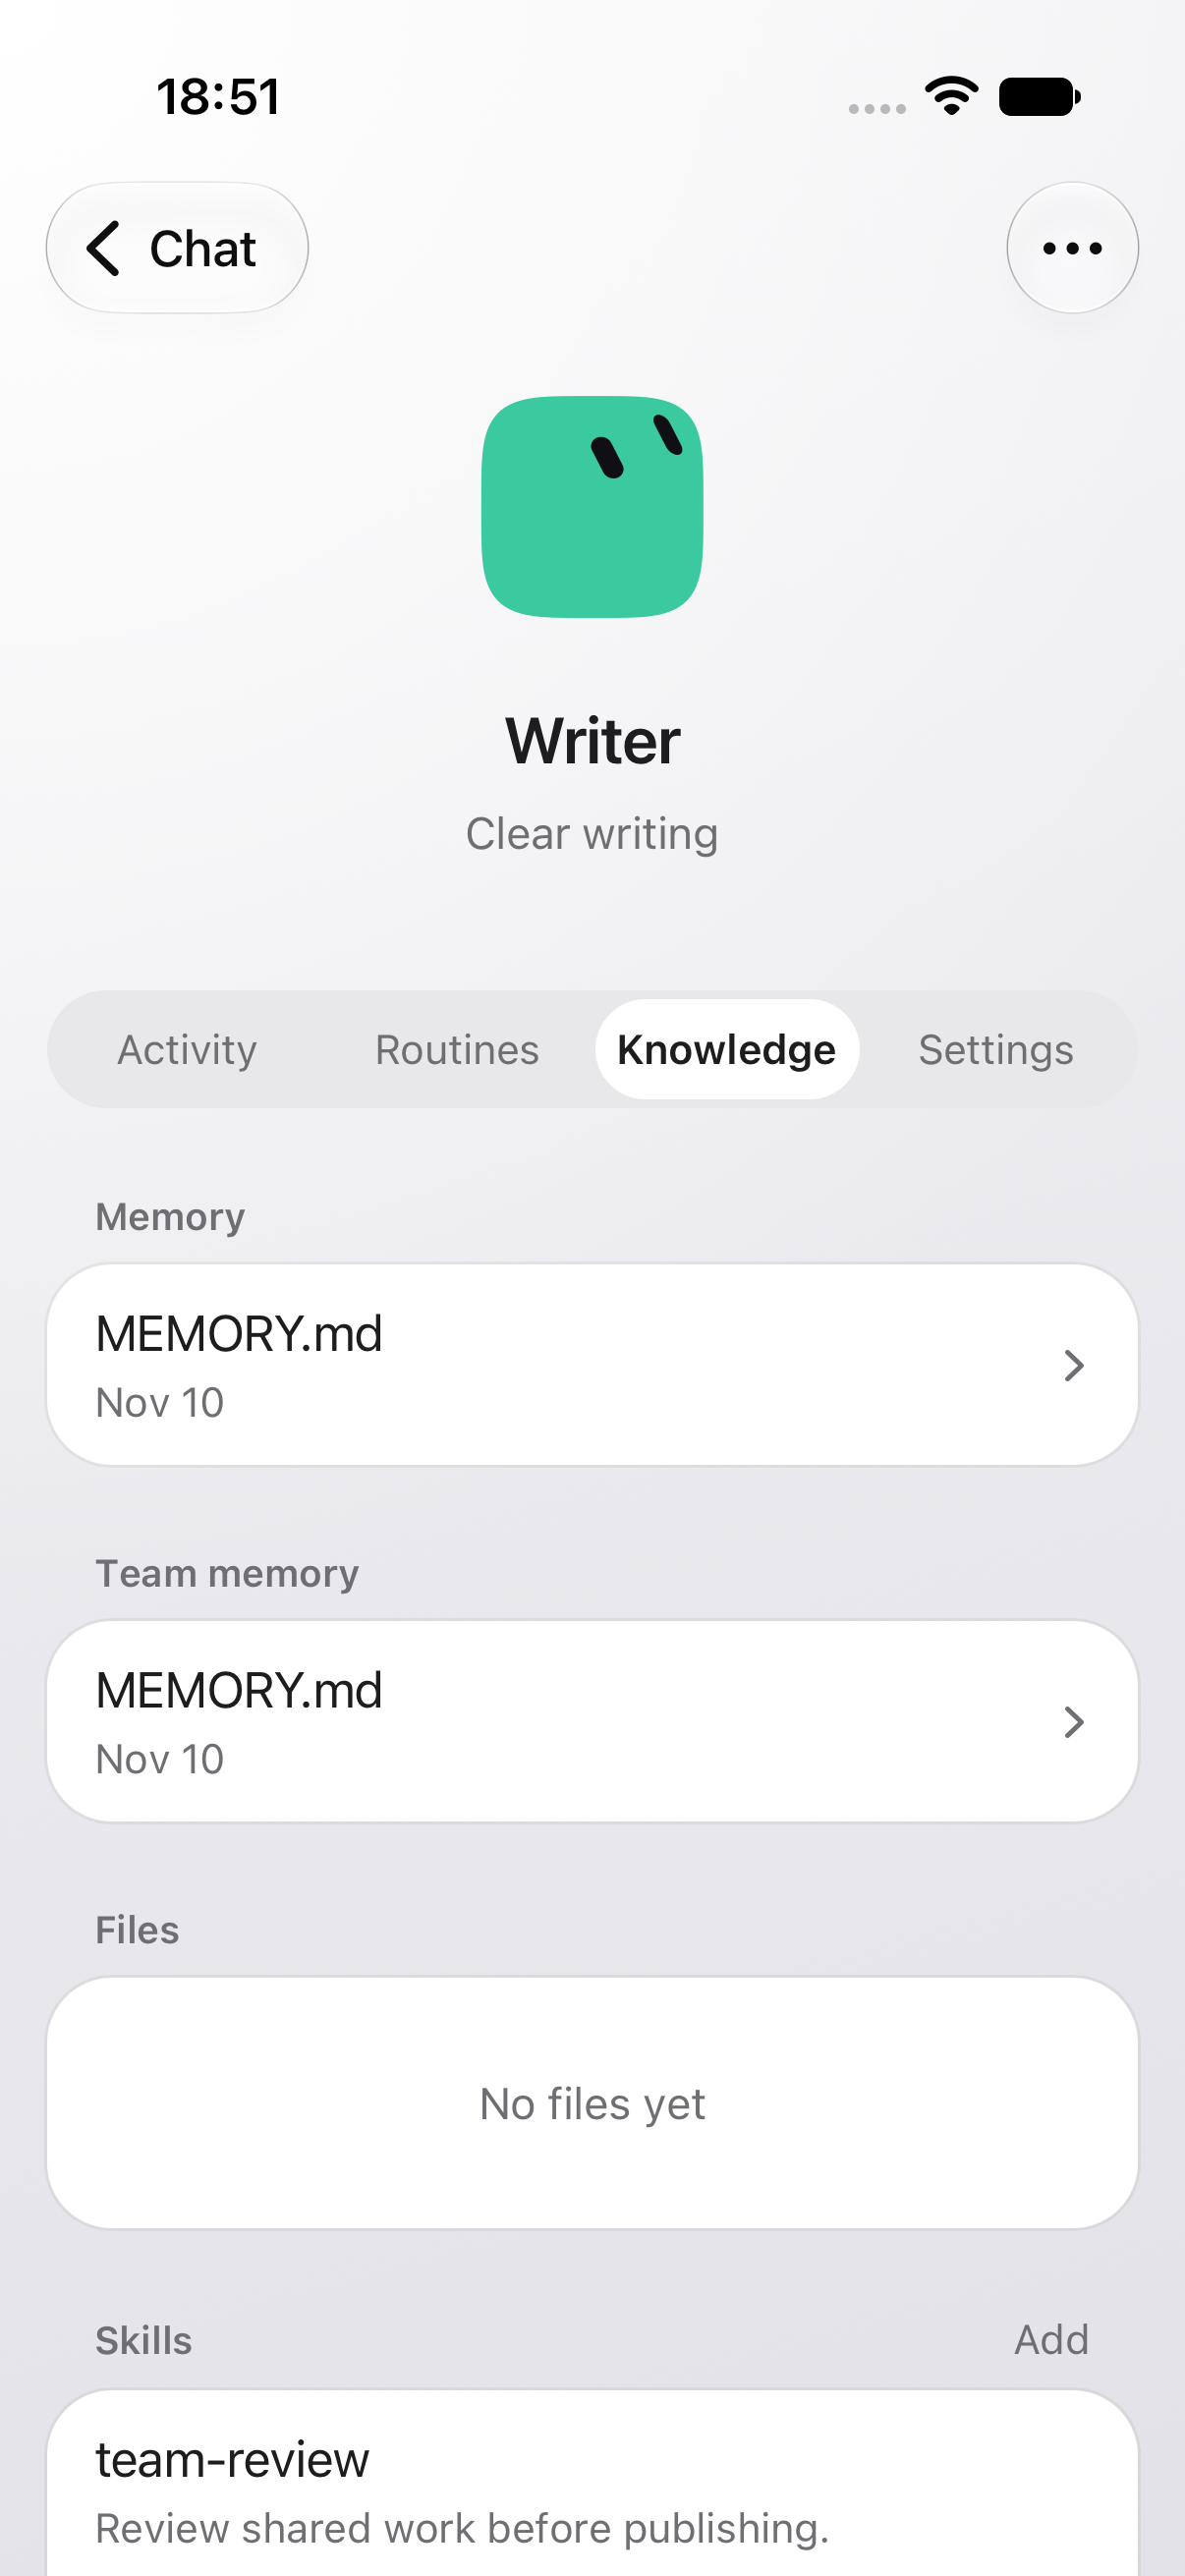 18:51
Chat
Writer
Clear writing
Activity Routines Knowledge Settings
Memory
MEMORY.md
Nov 10
Team memory
MEMORY.md
Nov 10
Files
No files yet
Skills Add
team-review
Review shared work before publishing.